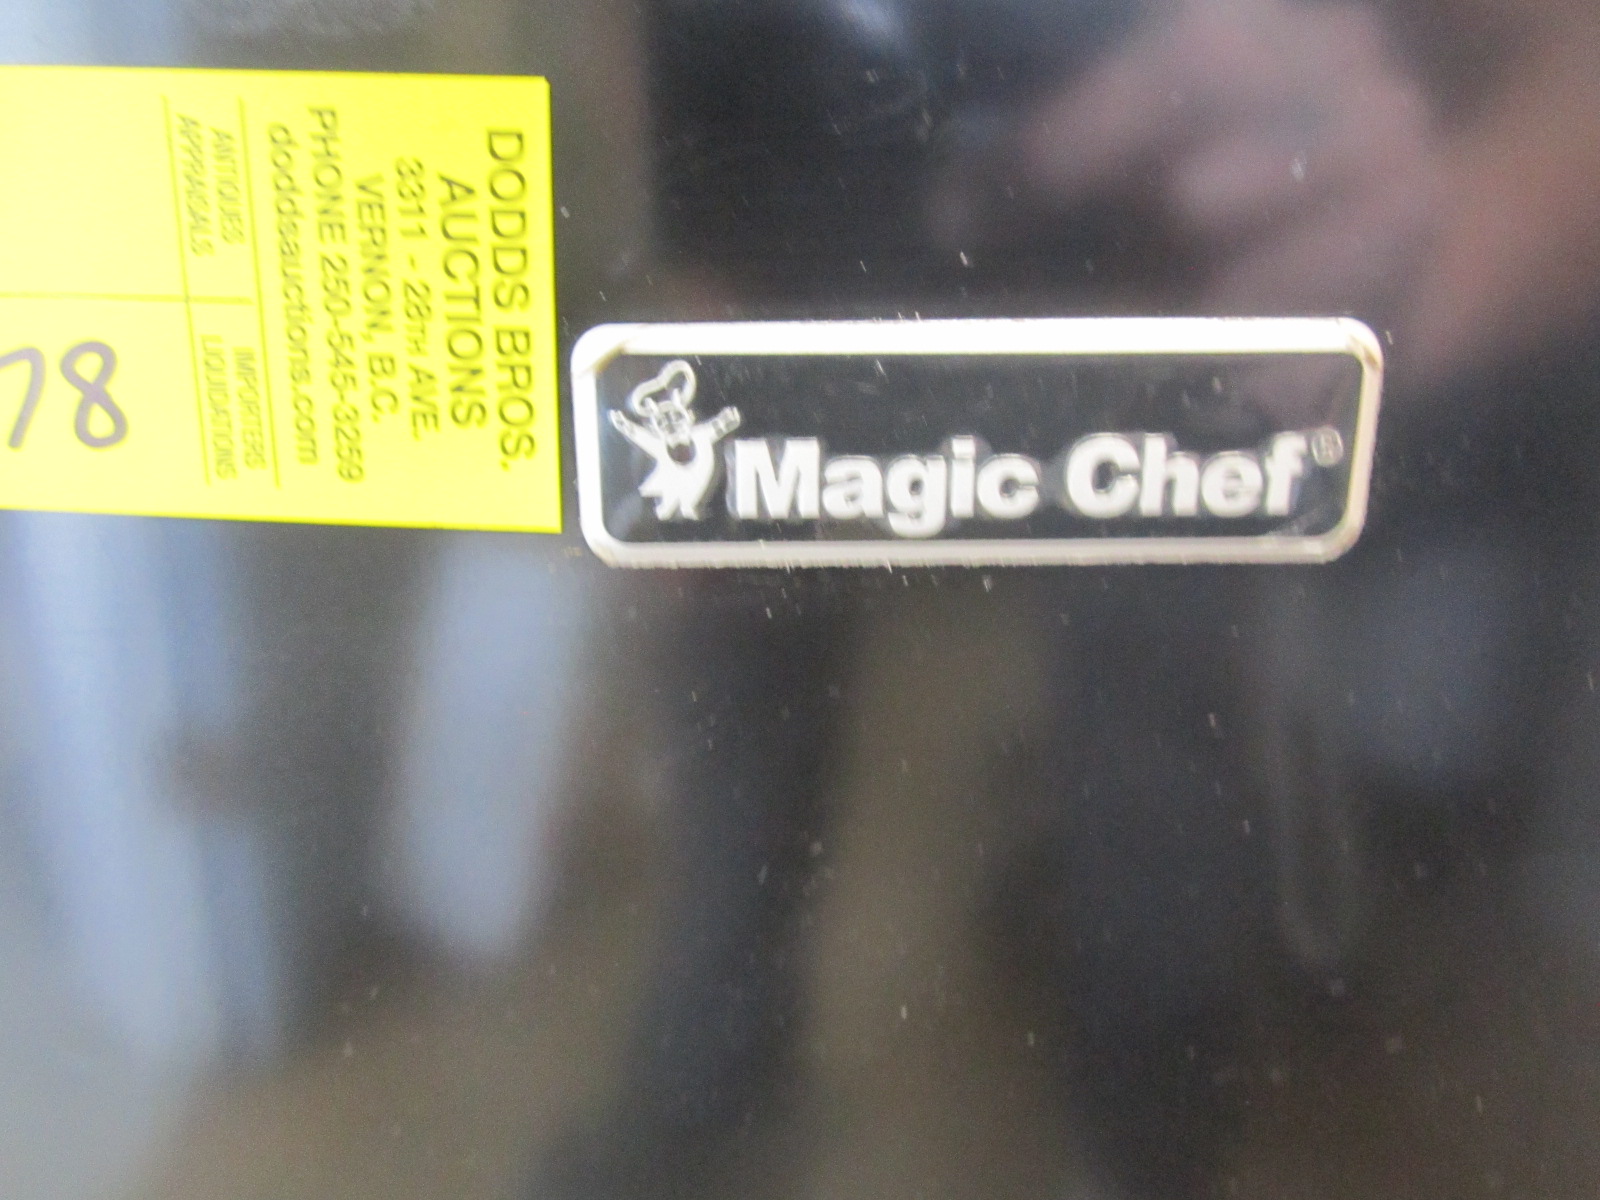 DODDS BROS.
AUCTIONS
3311 - 28TH AVE.
VERNON, B.C.
PHONE 250-545-3259
doddsauctions.com
ANTIQUES
APPRAISALS
IMPORTERS
LIQUIDATIONS
78
Magic Chef®